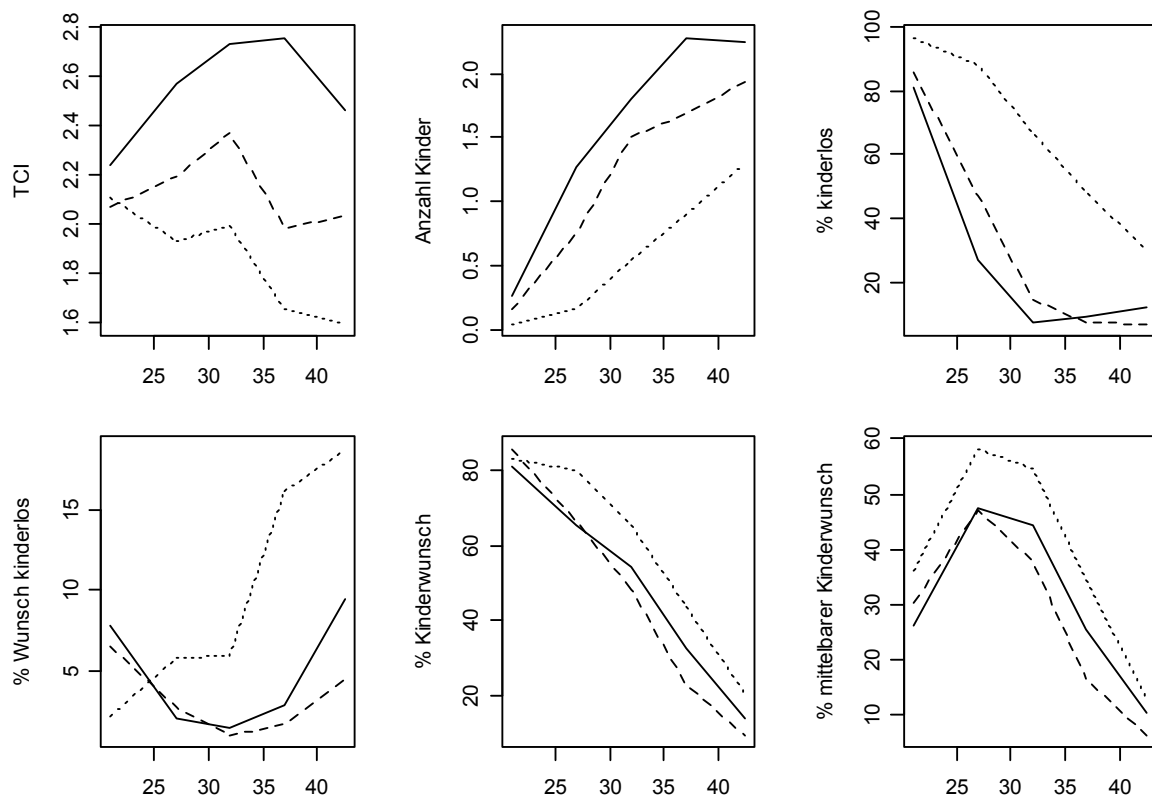 TCI
1.6 1.8 2.0 2.2 2.4 2.6 2.8
25 30 35 40
Anzahl Kinder
0.0 0.5 1.0 1.5 2.0
25 30 35 40
% kinderlos
20 40 60 80 100
25 30 35 40
% Wunsch kinderlos
5 10 15
25 30 35 40
% Kinderwunsch
20 40 60 80
25 30 35 40
% mittelbarer Kinderwunsch
10 20 30 40 50 60
25 30 35 40